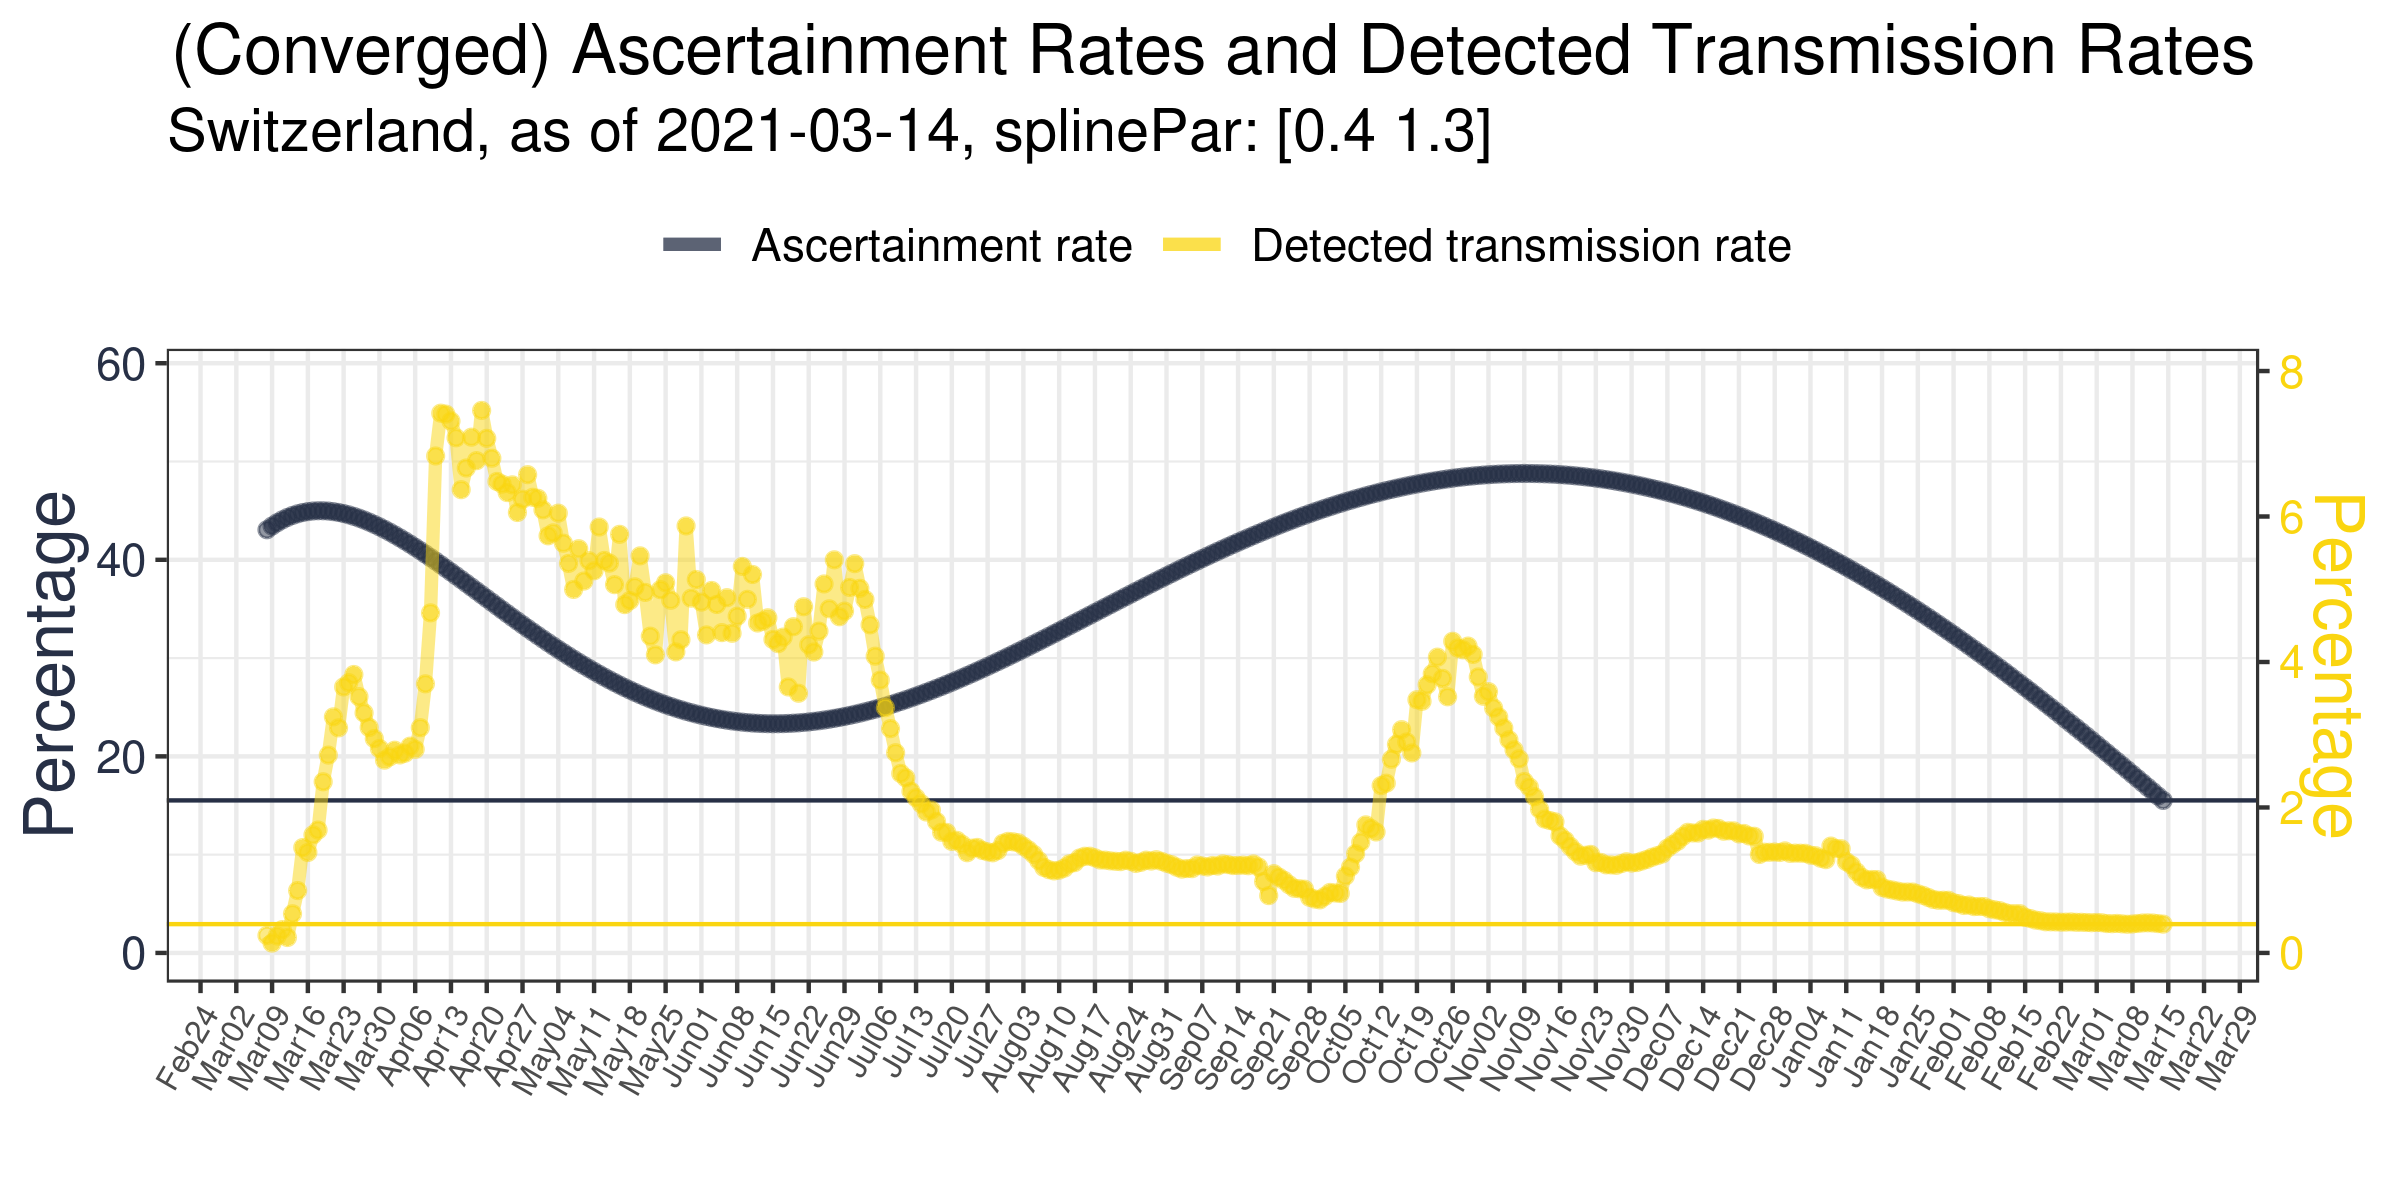 (Converged) Ascertainment Rates and Detected Transmission Rates
Switzerland, as of 2021-03-14, splinePar: [0.4 1.3]
Ascertainment rate Detected transmission rate
Percentage
60
40
20
0
8
6
4
2
0
Percentage
Feb24 Mar02 Mar09 Mar16 Mar23 Mar30 Apr06 Apr13 Apr20 Apr27 May04 May11 May18 May25 Jun01 Jun08 Jun15 Jun22 Jun29 Jul06 Jul13 Jul20 Jul27 Aug03 Aug10 Aug17 Aug24 Aug31 Sep07 Sep14 Sep21 Sep28 Oct05 Oct12 Oct19 Oct26 Nov02 Nov09 Nov16 Nov23 Nov30 Dec07 Dec14 Dec21 Dec28 Jan04 Jan11 Jan18 Jan25 Feb01 Feb08 Feb15 Feb22 Mar01 Mar08 Mar15 Mar22 Mar29